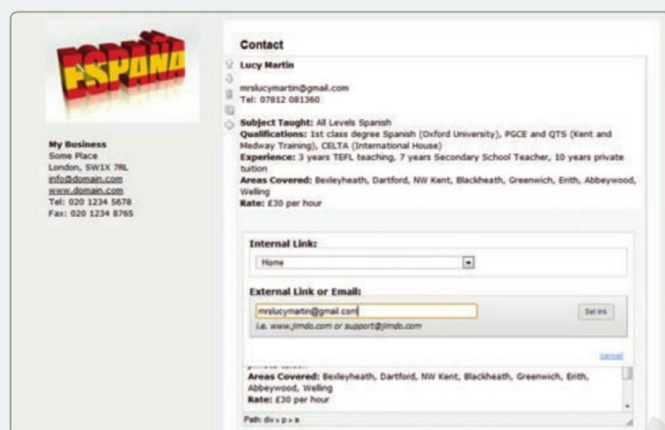 ESPAÑA
My Business
Some Place
London, SW1X 7RL
info@domain.com
www.domain.com
Tel: 020 1234 5678
Fax: 020 1234 8765
Contact
Lucy Martin
mrslucymartin@gmail.com
Tel: 07812 081360
Subject Taught: All Levels Spanish
Qualifications: 1st class degree Spanish (Oxford University), PGCE and QTS (Kent and
Medway Training), CELTA (International House)
Experience: 3 years TEFL teaching, 7 years Secondary School Teacher, 10 years private
tuition
Areas Covered: Bexleyheath, Dartford, NW Kent, Blackheath, Greenwich, Erith, Abbeywood,
Welling
Rate: £30 per hour
Internal Link:
Home
External Link or Email:
mrslucymartin@gmail.com
Set link
i.e. www.jimdo.com or support@jimdo.com
cancel
Areas Covered: Bexleyheath, Dartford, NW Kent, Blackheath, Greenwich, Erith,
Abbeywood, Welling
Rate: £30 per hour
Path: div » p » a